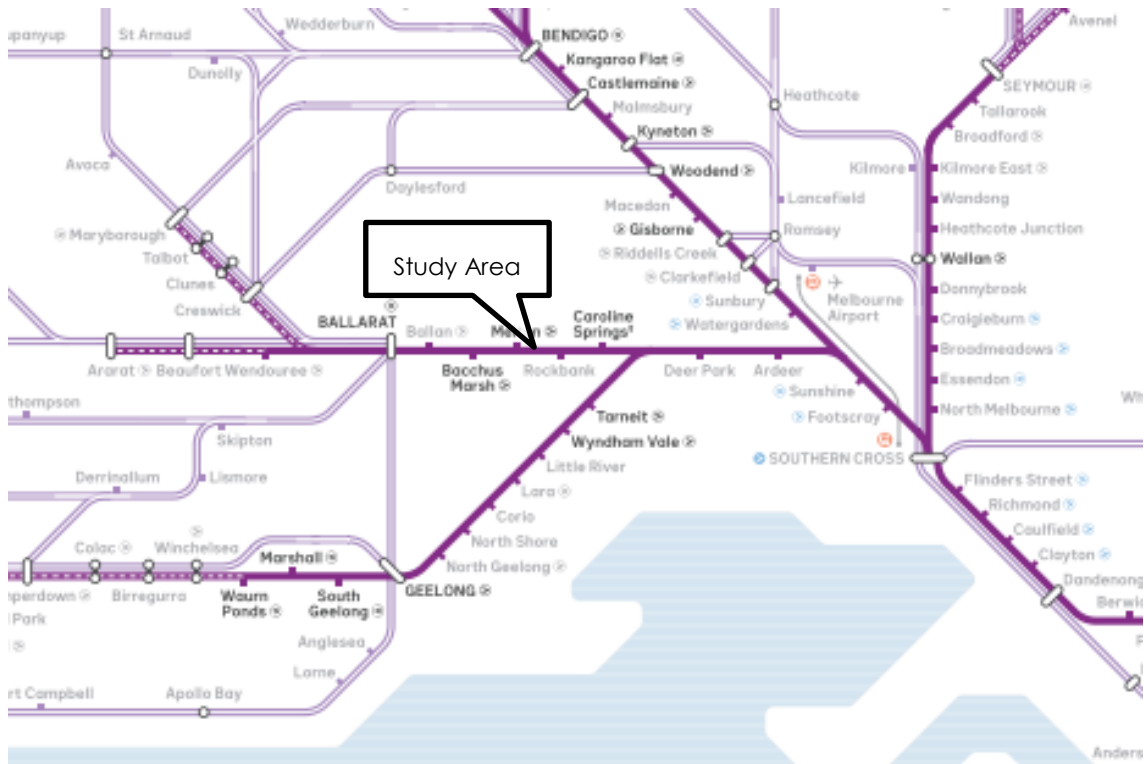 Wedderburn
Avenel
upanyup
St Arnaud
BENDIGO
Dunolly
Kangaroo Flat
Castlemaine
SEYMOUR
Malmsbury
Heathcote
Tallarook
Kyneton
Broadford
Avoca
Woodend
Kilmore
Kilmore East
Daylesford
Macedon
Lancefield
Wandong
Maryborough
Gisborne
Ramsey
Heathcote Junction
Talbot
Riddells Creek
Wallan
Study Area
Clunes
Clarkefield
Donnybrook
Creswick
Sunbury
Melbourne
Airport
BALLARAT
Ballan
Caroline
Springs
Watergardens
Craigieburn
Broadmeadows
Ararat
Beaufort
Wendouree
Bacchus
Marsh
Rockbank
Deer Park
Ardeer
Essendon
Sunshine
thompson
Wh
Tarneit
Footscray
North Melbourne
Skipton
Wyndham Vale
SOUTHERN CROSS
Derrinallum
Lismore
Little River
Flinders Street
Lara
Richmond
Corio
Caulfield
Colac
Winchelsea
Marshall
North Shore
Clayton
North Geelong
Dandenong
GEELONG
nperdown
Birregurra
Waurn
Ponds
South
Geelong
Berwi
Park
Anglesea
Lorne
rt Campbell
Apollo Bay
Anders